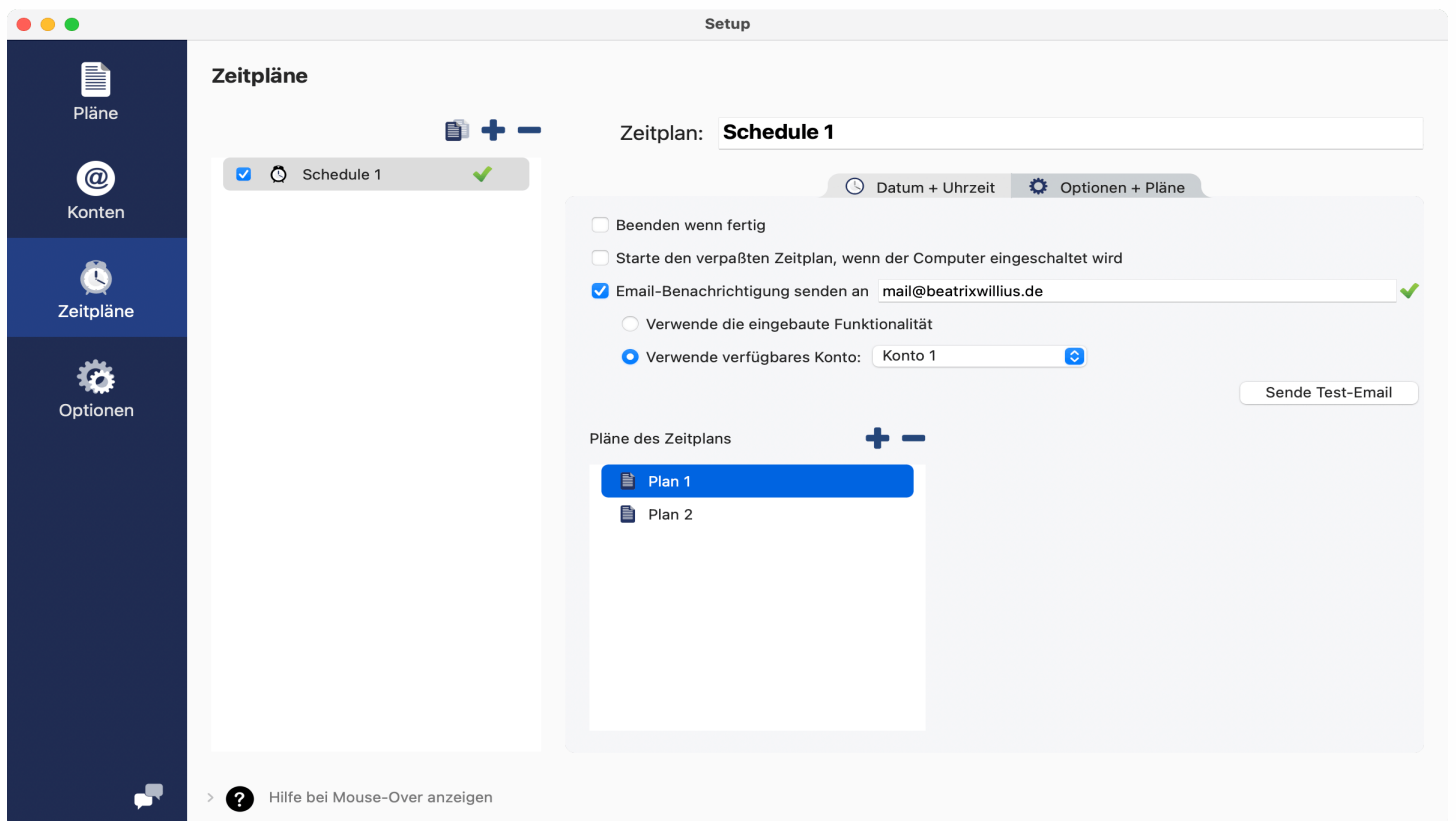 Setup
Pläne
Konten
Zeitpläne
Optionen
Zeitpläne
Schedule 1
Zeitplan: Schedule 1
Datum + Uhrzeit Optionen + Pläne
Beenden wenn fertig
Starte den verpaßten Zeitplan, wenn der Computer eingeschaltet wird
Email-Benachrichtigung senden an mail@beatrixwillius.de
Verwende die eingebaute Funktionalität
Verwende verfügbares Konto: Konto 1
Sende Test-Email
Pläne des Zeitplans
Plan 1
Plan 2
? Hilfe bei Mouse-Over anzeigen